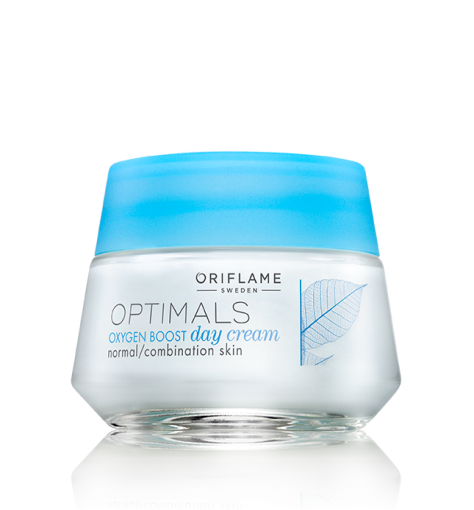 ORIFLAME
SWEDEN
OPTIMALS
OXYGEN BOOST day cream
normal/combination skin